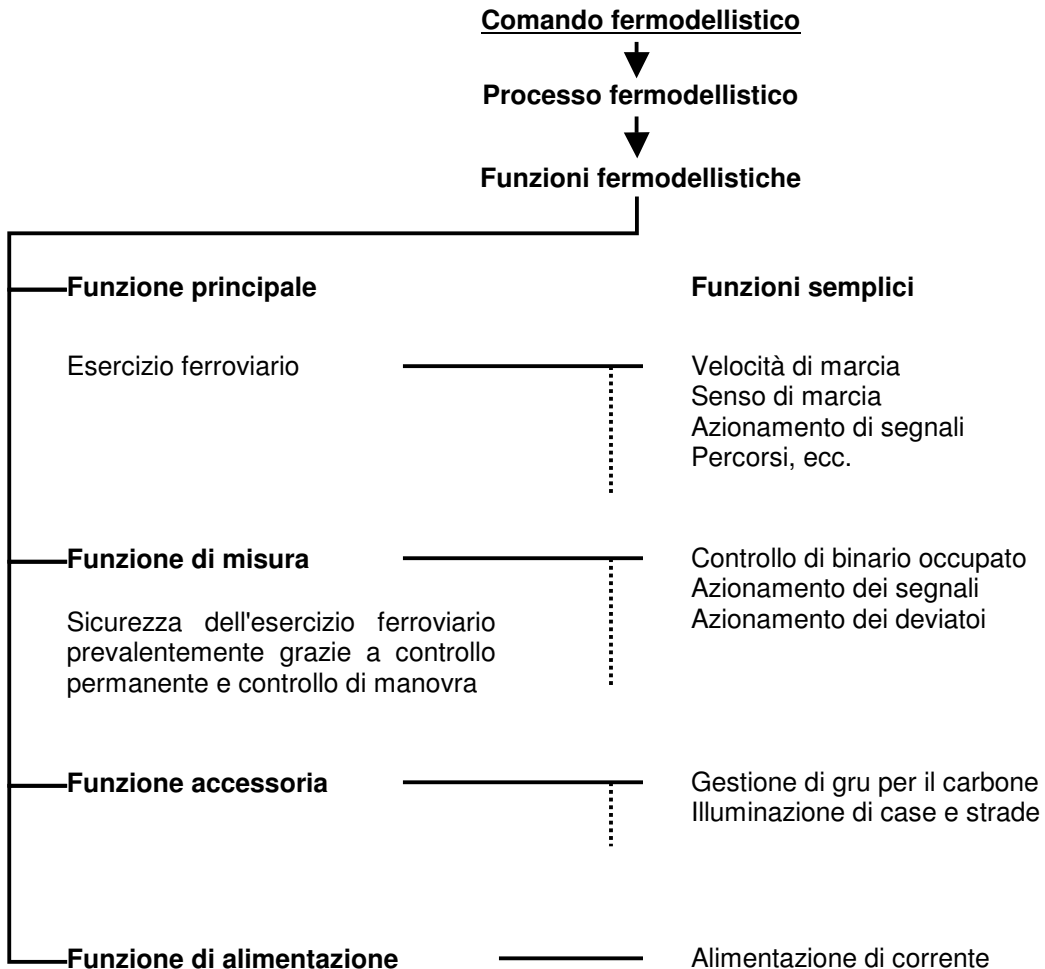 Comando fermodellistico
Processo fermodellistico
Funzioni fermodellistiche
Funzione principale
Funzioni semplici
Esercizio ferroviario
Velocità di marcia
Senso di marcia
Azionamento di segnali
Percorsi, ecc.
Funzione di misura
Controllo di binario occupato
Azionamento dei segnali
Azionamento dei deviatoi
Sicurezza dell'esercizio ferroviario
prevalentemente grazie a controllo
permanente e controllo di manovra
Funzione accessoria
Gestione di gru per il carbone
Illuminazione di case e strade
Funzione di alimentazione
Alimentazione di corrente